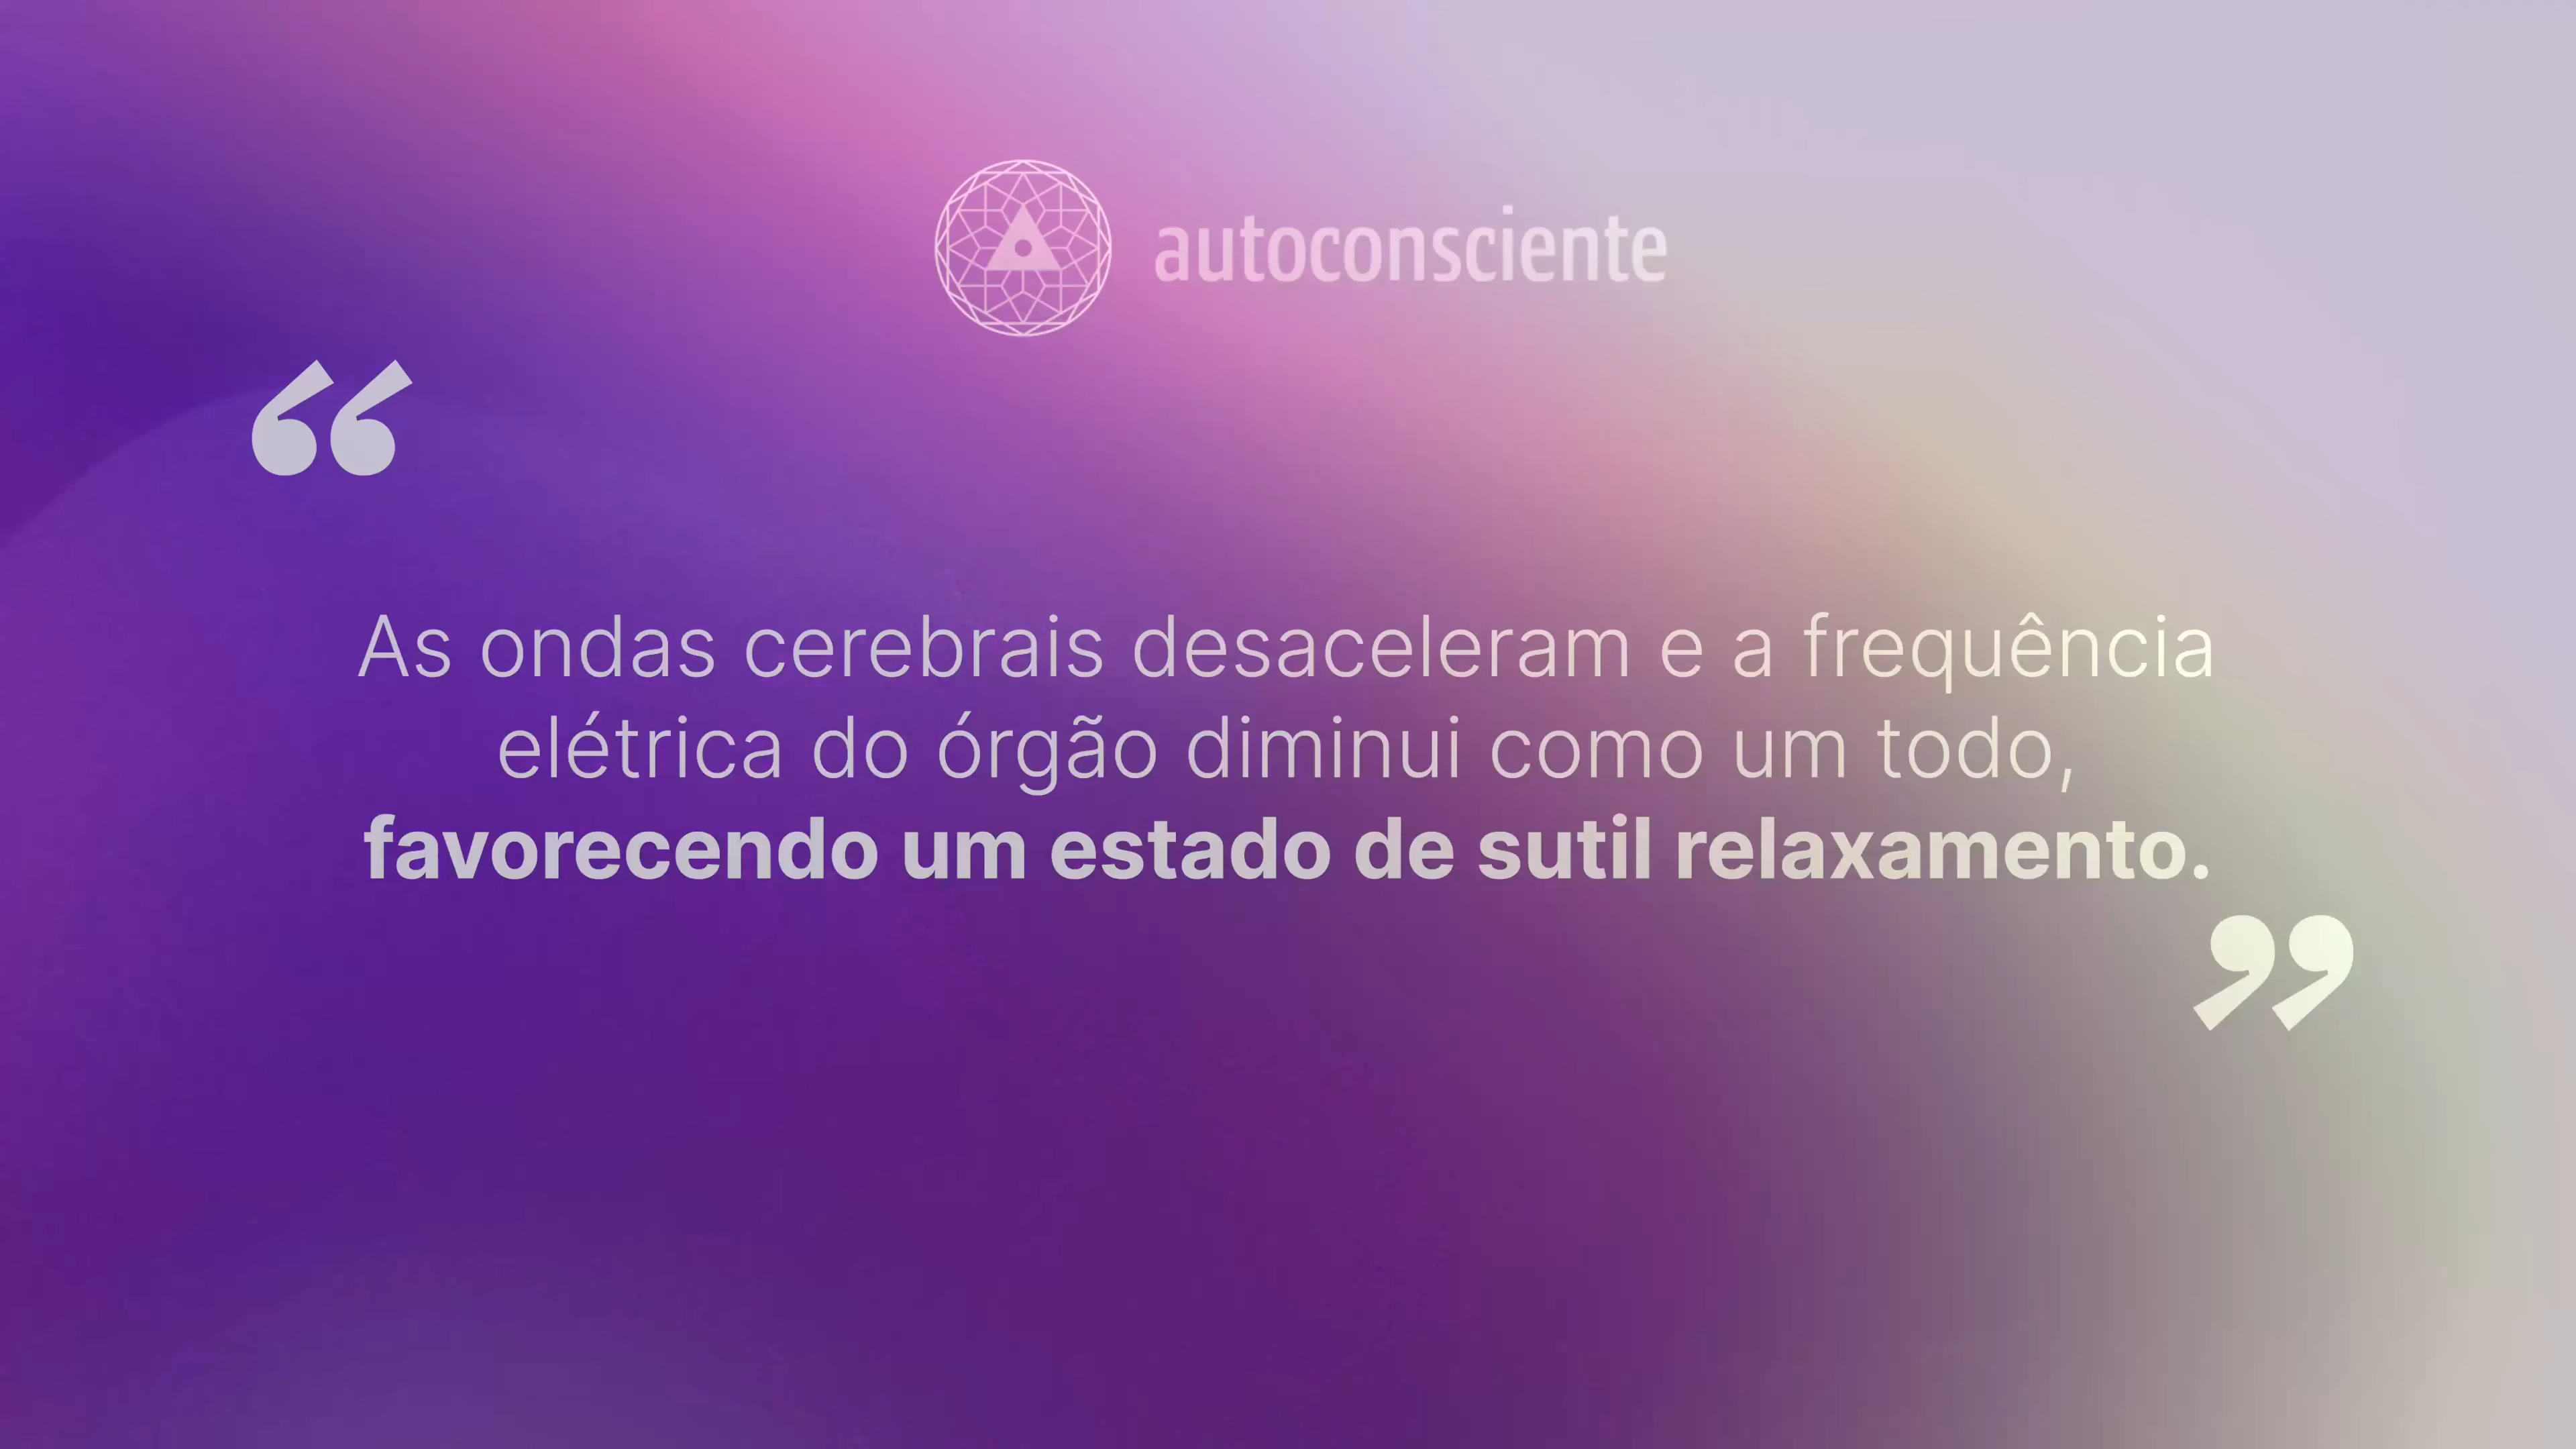 autoconsciente
“
As ondas cerebrais desaceleram e a frequência
elétrica do órgão diminui como um todo,
favorecendo um estado de sutil relaxamento.
”